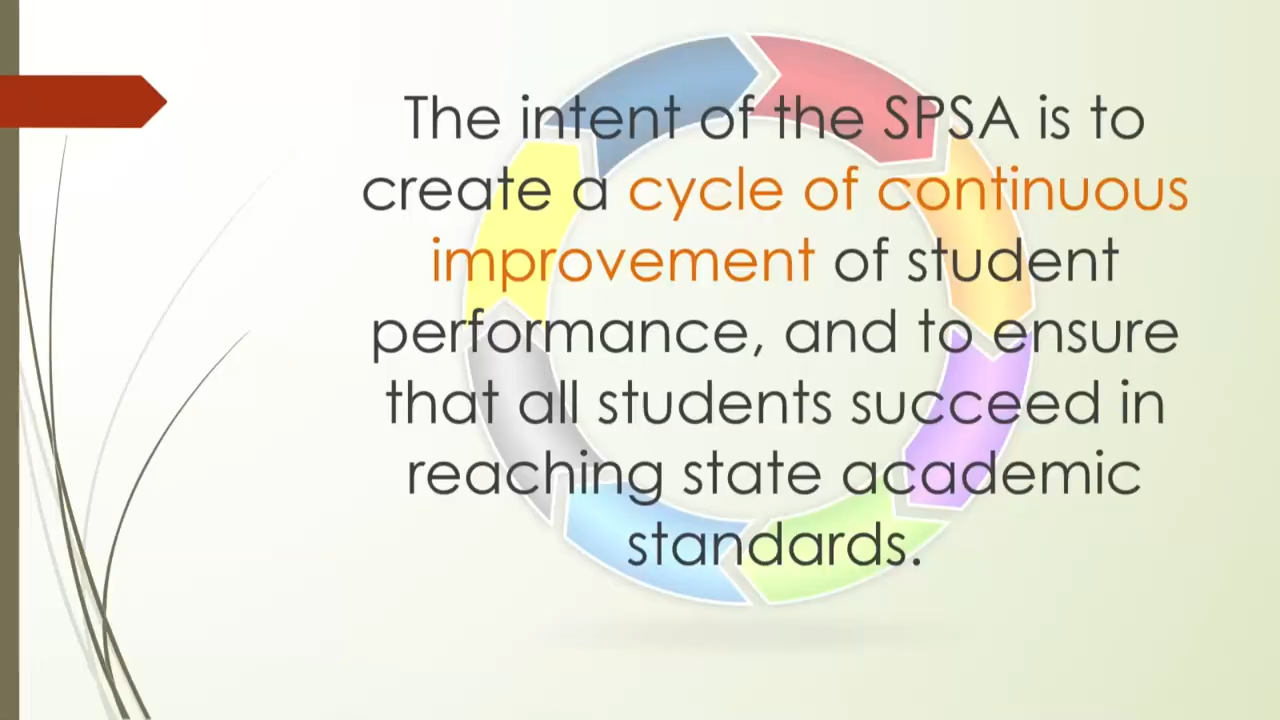 The intent of the SPSA is to
create a cycle of continuous
improvement of student
performance, and to ensure
that all students succeed in
reaching state academic
standards.